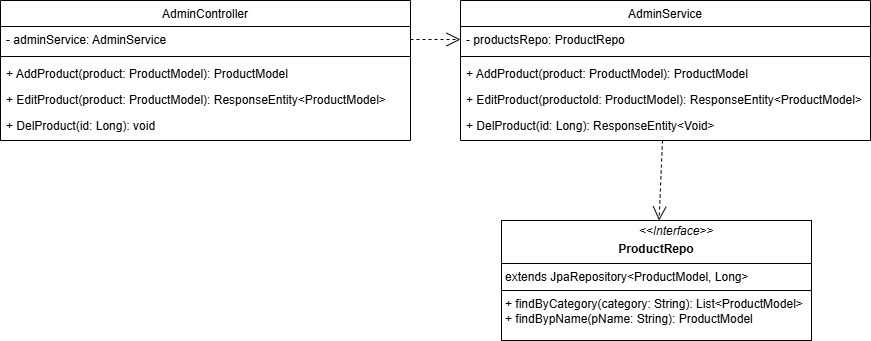 AdminController
- adminService: AdminService
+ AddProduct(product: ProductModel): ProductModel
+ EditProduct(product: ProductModel): ResponseEntity<ProductModel>
+ DelProduct(id: Long): void
AdminService
- productsRepo: ProductRepo
+ AddProduct(product: ProductModel): ProductModel
+ EditProduct(productold: ProductModel): ResponseEntity<ProductModel>
+ DelProduct(id: Long): ResponseEntity<Void>
<<Interface>>
ProductRepo
extends JpaRepository<ProductModel, Long>
+ findByCategory(category: String): List<ProductModel>
+ findBypName(pName: String): ProductModel